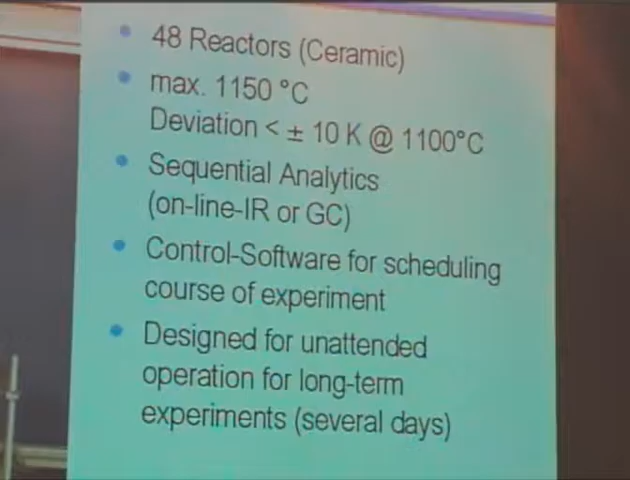 • 48 Reactors (Ceramic)
• max. 1150 °C
Deviation < ± 10 K @ 1100°C
• Sequential Analytics
(on-line-IR or GC)
• Control-Software for scheduling
course of experiment
• Designed for unattended
operation for long-term
experiments (several days)